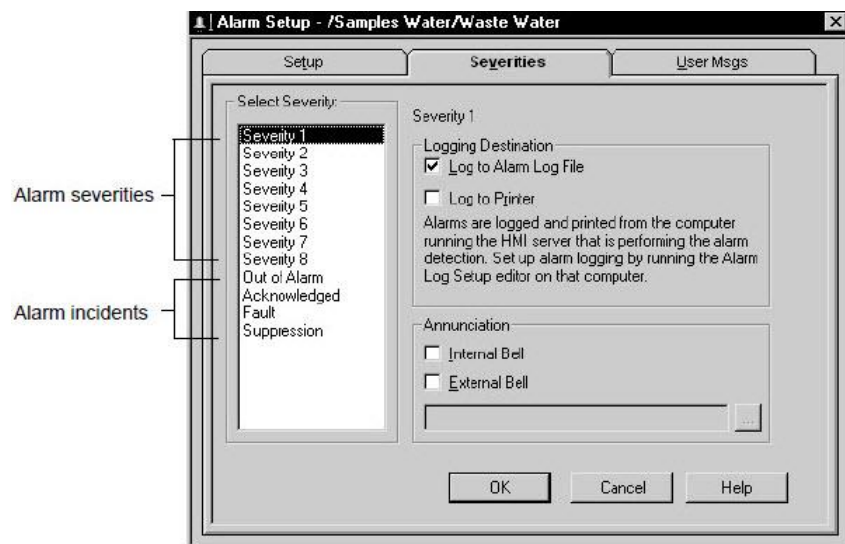 Alarm Setup - /Samples Water/Waste Water
Setup
Severities
User Msgs
Select Severity:
Severity 1
Severity 2
Severity 3
Severity 4
Severity 5
Severity 6
Severity 7
Severity 8
Out of Alarm
Acknowledged
Fault
Suppression
Alarm severities
Alarm incidents
Severity 1
Logging Destination
Log to Alarm Log File
Log to Printer
Alarms are logged and printed from the computer
running the HMI server that is performing the alarm
detection. Set up alarm logging by running the Alarm
Log Setup editor on that computer.
Annunciation
Internal Bell
External Bell
...
OK
Cancel
Help